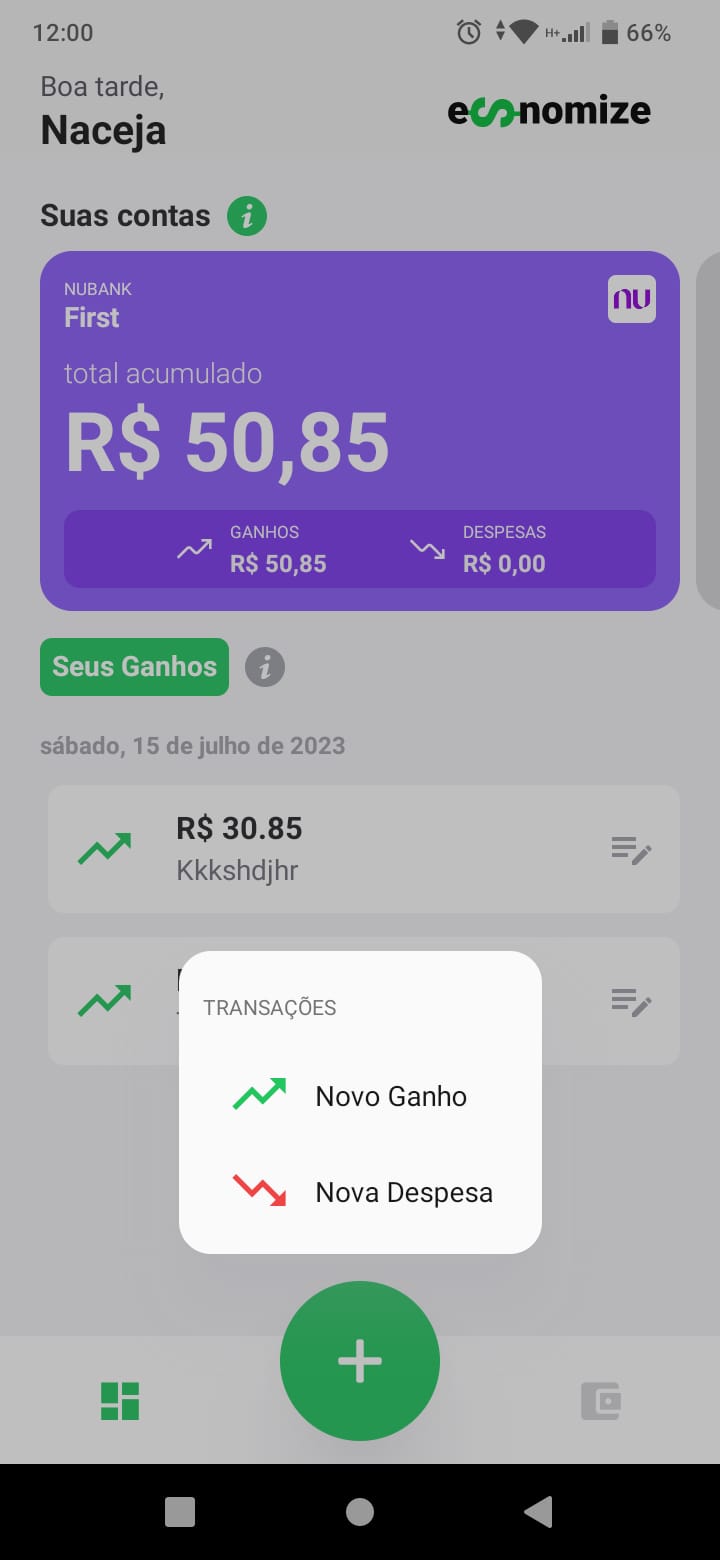 12:00
H+
66%
Boa tarde,
Naceja
economize
Suas contas
NUBANK
First
nu
total acumulado
R$ 50,85
GANHOS
R$ 50,85
DESPESAS
R$ 0,00
Seus Ganhos
sábado, 15 de julho de 2023
R$ 30.85
Kkkshdjhr
TRANSAÇÕES
Novo Ganho
Nova Despesa